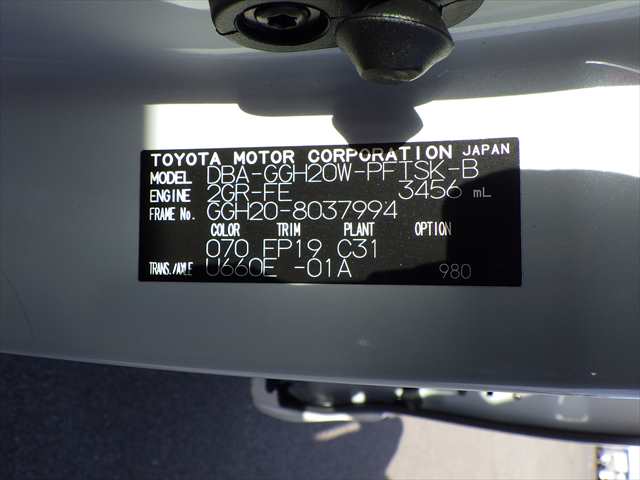 TOYOTA MOTOR CORPORATION JAPAN
MODEL DBA-GGH20W-PFTSK-B
ENGINE 2GR-FE 3456 mL
FRAME No. GGH20-8037994
COLOR TRIM PLANT OPTION
070 FP19 C31
TRANS./AXLE U660E -01A 980